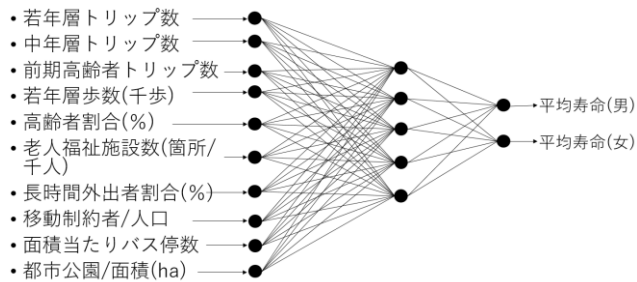 • 若年層トリップ数
• 中年層トリップ数
• 前期高齢者トリップ数
• 若年層歩数(千歩)
• 高齢者割合(%)
• 老人福祉施設数(箇所/
千人)
• 長時間外出者割合(%)
• 移動制約者/人口
• 面積当たりバス停数
• 都市公園/面積(ha)
平均寿命(男)
平均寿命(女)